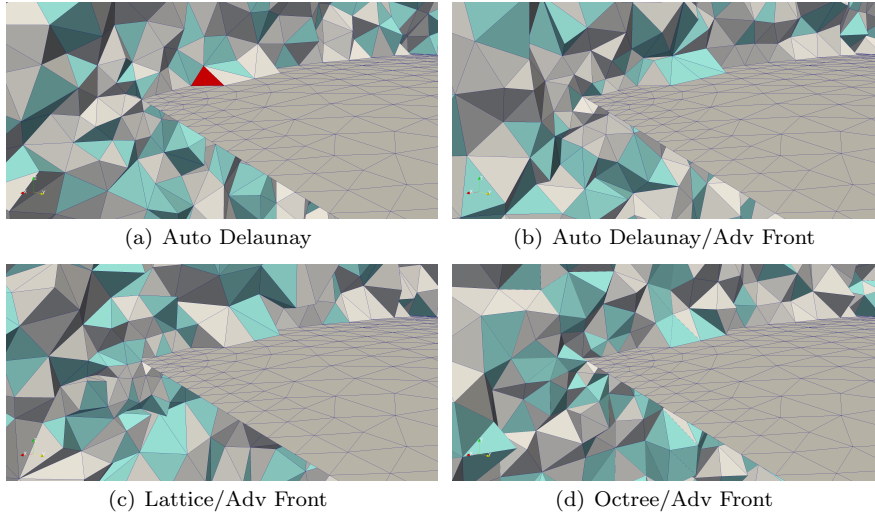 (a) Auto Delaunay
(b) Auto Delaunay/Adv Front
(c) Lattice/Adv Front
(d) Octree/Adv Front